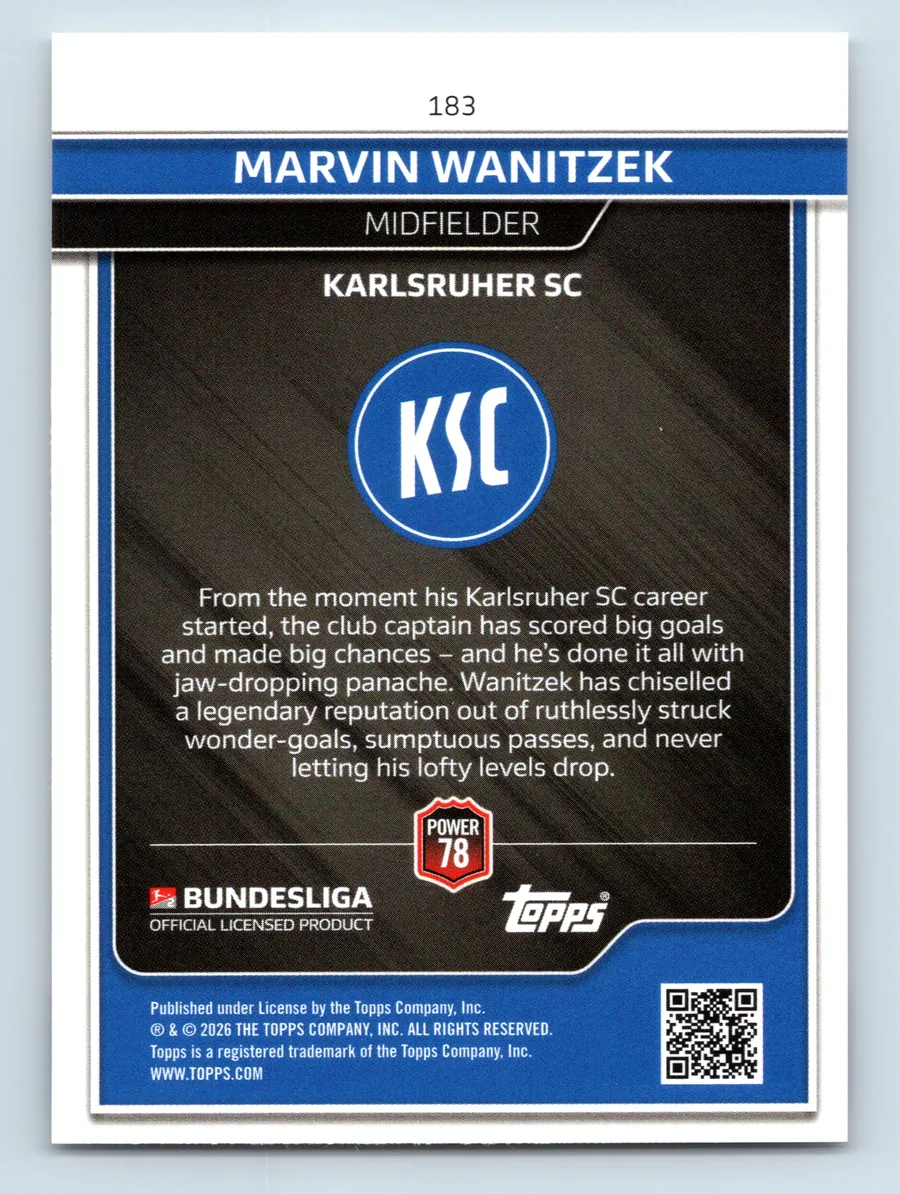 183
MARVIN WANITZEK
MIDFIELDER
KARLSRUHER SC
KSC
From the moment his Karlsruher SC career
started, the club captain has scored big goals
and made big chances – and he's done it all with
jaw-dropping panache. Wanitzek has chiselled
a legendary reputation out of ruthlessly struck
wonder-goals, sumptuous passes, and never
letting his lofty levels drop.
POWER
78
2 BUNDESLIGA
OFFICIAL LICENSED PRODUCT
topps®
Published under License by the Topps Company, Inc.
® & © 2026 THE TOPPS COMPANY, INC. ALL RIGHTS RESERVED.
Topps is a registered trademark of the Topps Company, Inc.
WWW.TOPPS.COM